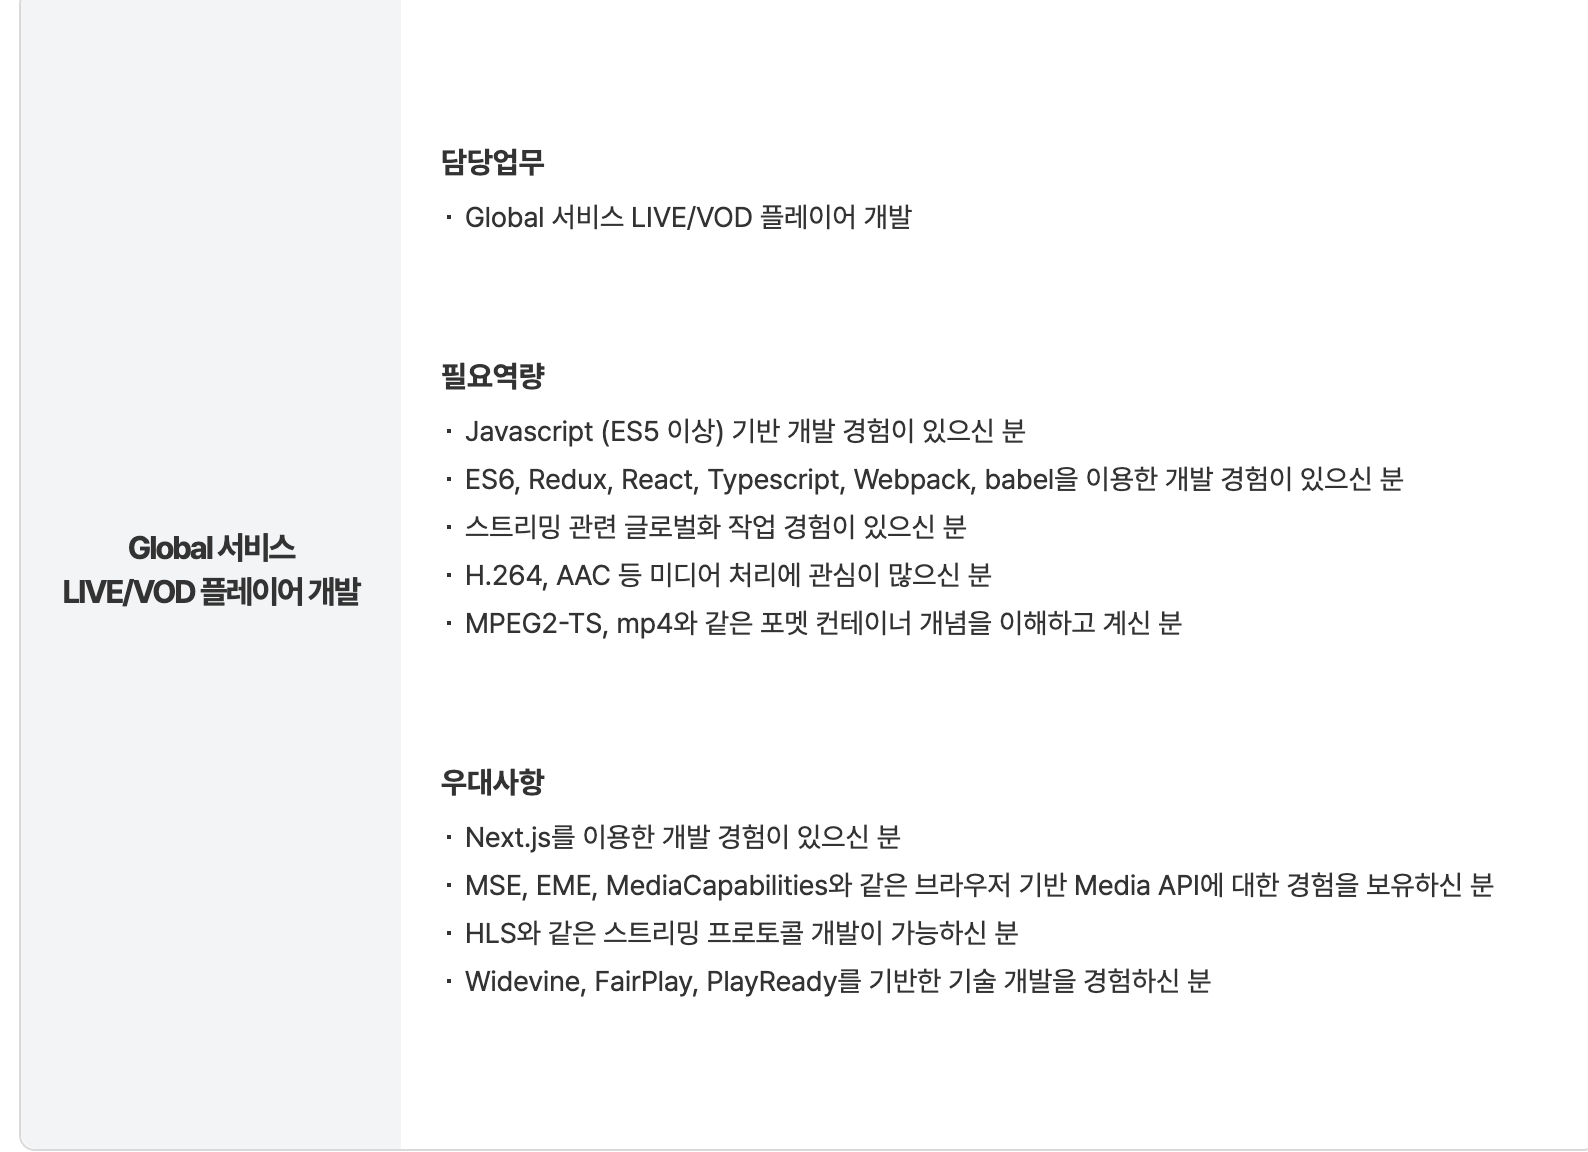 Global 서비스
LIVE/VOD 플레이어 개발
담당업무
· Global 서비스 LIVE/VOD 플레이어 개발
필요역량
· Javascript (ES5 이상) 기반 개발 경험이 있으신 분
· ES6, Redux, React, Typescript, Webpack, babel을 이용한 개발 경험이 있으신 분
· 스트리밍 관련 글로벌화 작업 경험이 있으신 분
· H.264, AAC 등 미디어 처리에 관심이 많으신 분
· MPEG2-TS, mp4와 같은 포멧 컨테이너 개념을 이해하고 계신 분
우대사항
· Next.js를 이용한 개발 경험이 있으신 분
· MSE, EME, MediaCapabilities와 같은 브라우저 기반 Media API에 대한 경험을 보유하신 분
· HLS와 같은 스트리밍 프로토콜 개발이 가능하신 분
· Widevine, FairPlay, PlayReady를 기반한 기술 개발을 경험하신 분